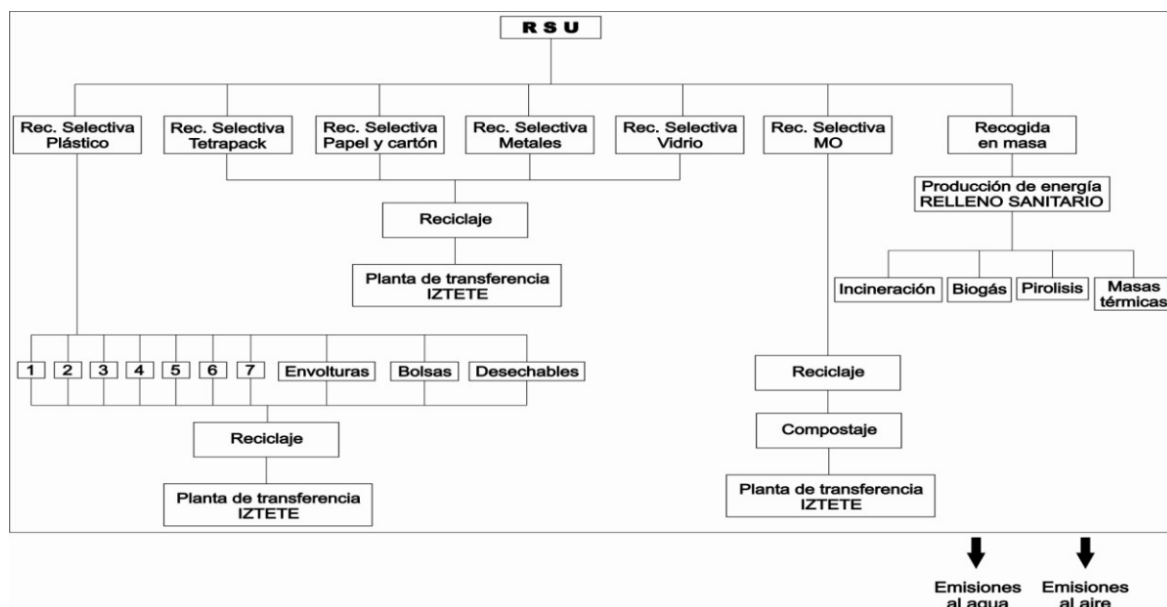 RSU
Rec. Selectiva
Plástico
Rec. Selectiva
Tetrapack
Rec. Selectiva
Papel y cartón
Rec. Selectiva
Metales
Rec. Selectiva
Vidrio
Rec. Selectiva
MO
Recogida
en masa
Producción de energía
RELLENO SANITARIO
Reciclaje
Planta de transferencia
IZTETE
Incineración
Biogás
Pirolisis
Masas
térmicas
1
2
3
4
5
6
7
Envolturas
Bolsas
Desechables
Reciclaje
Reciclaje
Compostaje
Planta de transferencia
IZTETE
Planta de transferencia
IZTETE
Emisiones
al agua
Emisiones
al aire